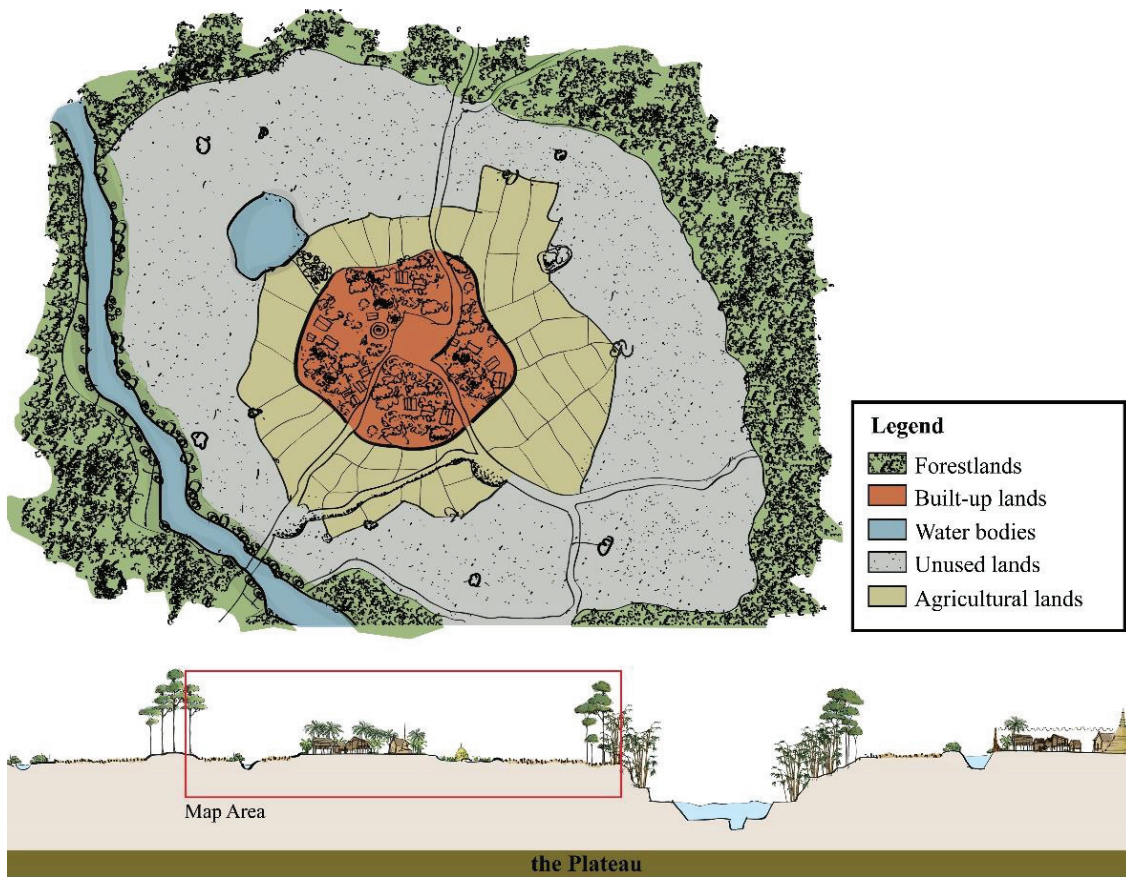 Legend
Forestlands
Built-up lands
Water bodies
Unused lands
Agricultural lands
Map Area
the Plateau